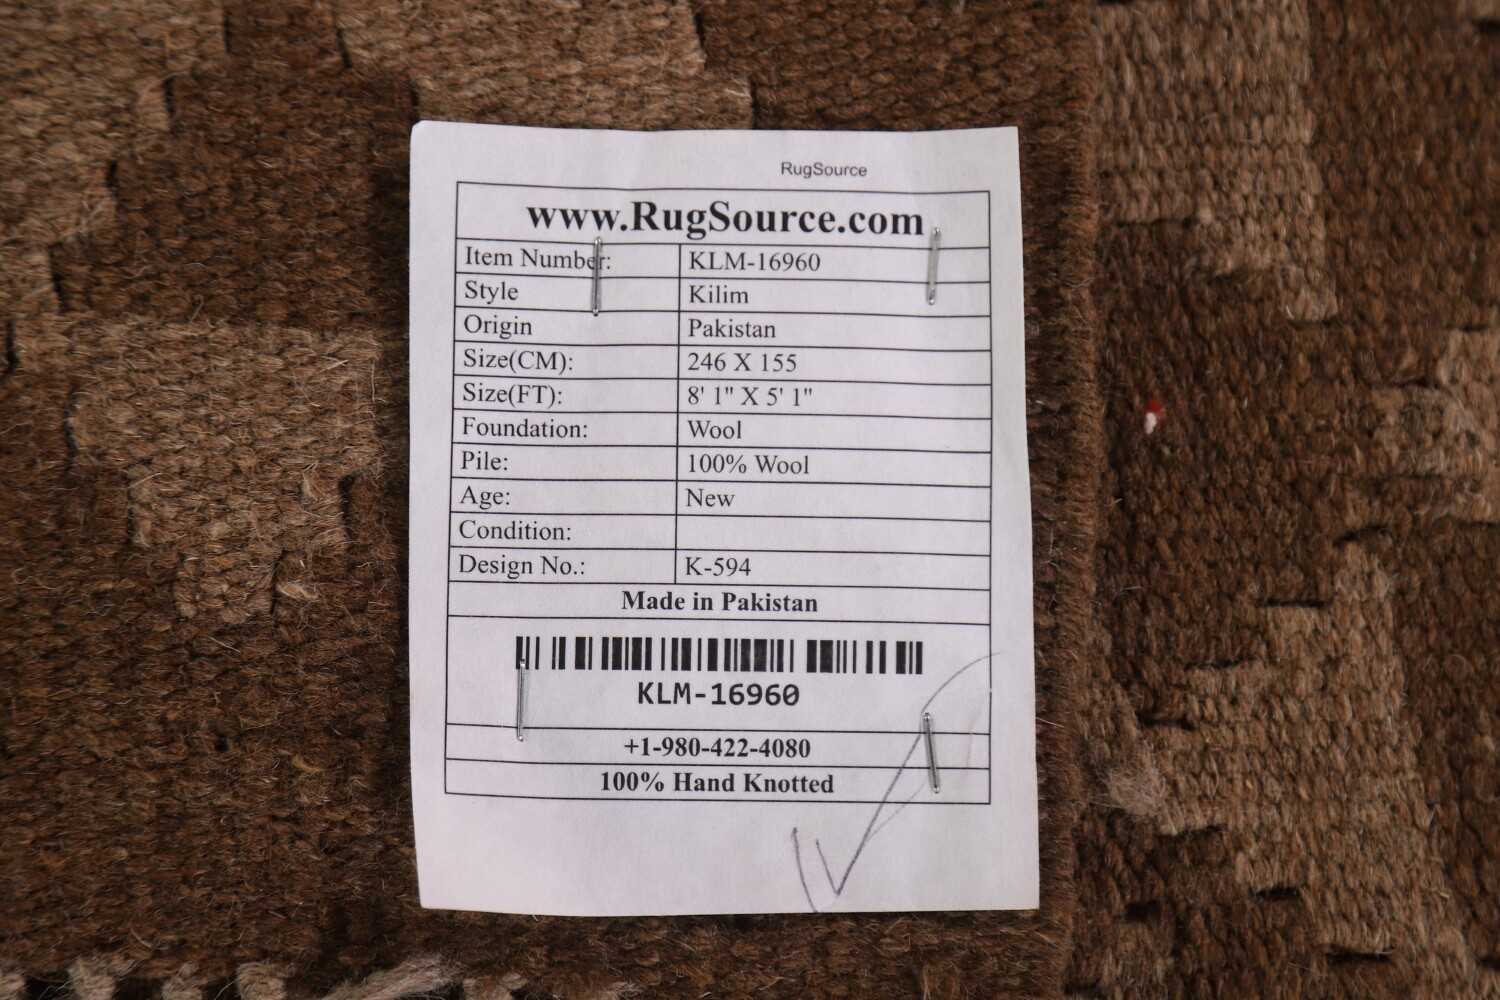 RugSource
www.RugSource.com
Item Number: KLM-16960
Style Kilim
Origin Pakistan
Size(CM): 246 X 155
Size(FT): 8' 1" X 5' 1"
Foundation: Wool
Pile: 100% Wool
Age: New
Condition:
Design No.: K-594
Made in Pakistan
KLM-16960
+1-980-422-4080
100% Hand Knotted